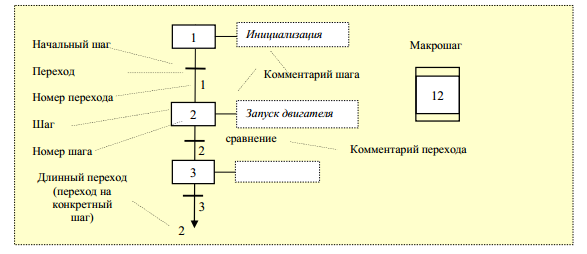 1
Инициализация
Начальный шаг
Макрошаг
Переход
Комментарий шага
1
Номер перехода
12
Шаг
2
Запуск двигателя
сравнение
Номер шага
2
Комментарий перехода
3
Длинный переход
(переход на
конкретный
шаг)
3
2